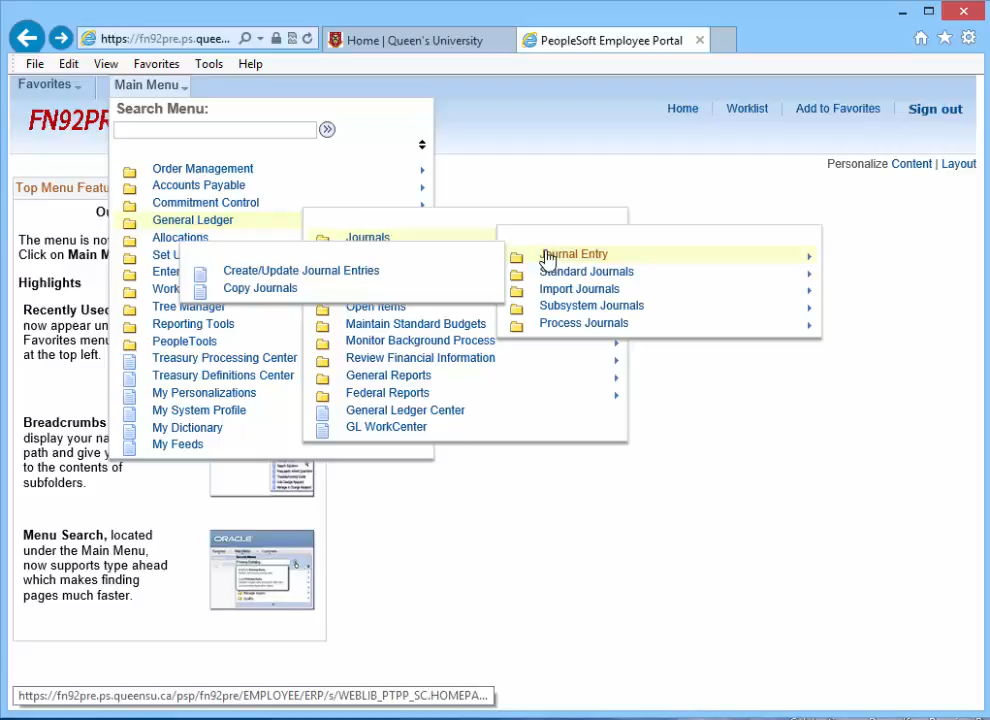 https://fn92pre.ps.quee...
Home | Queen's University
PeopleSoft Employee Portal
File Edit View Favorites Tools Help
Favorites
Main Menu
FN92PR
Search Menu:
Home
Worklist
Add to Favorites
Sign out
Personalize Content | Layout
Top Menu Featu
The menu is no
Click on Main M
Highlights
Recently Used
now appear un
Favorites menu
at the top left.
Breadcrumbs
display your na
path and give y
to the contents of
subfolders.
Menu Search, located
under the Main Menu,
now supports type ahead
which makes finding
pages much faster.
ORACLE
Order Management
Accounts Payable
Commitment Control
General Ledger
Allocations
Set U
Enter
Work
Tree Manager
Reporting Tools
PeopleTools
Treasury Processing Center
Treasury Definitions Center
My Personalizations
My System Profile
My Dictionary
My Feeds
Journals
Open Items
Maintain Standard Budgets
Monitor Background Process
Review Financial Information
General Reports
Federal Reports
General Ledger Center
GL WorkCenter
Journal Entry
Standard Journals
Import Journals
Subsystem Journals
Process Journals
Create/Update Journal Entries
Copy Journals
https://fn92pre.ps.queensu.ca/psp/fn92pre/EMPLOYEE/ERP/s/WEBLIB_PTPP_SC.HOMEPA...